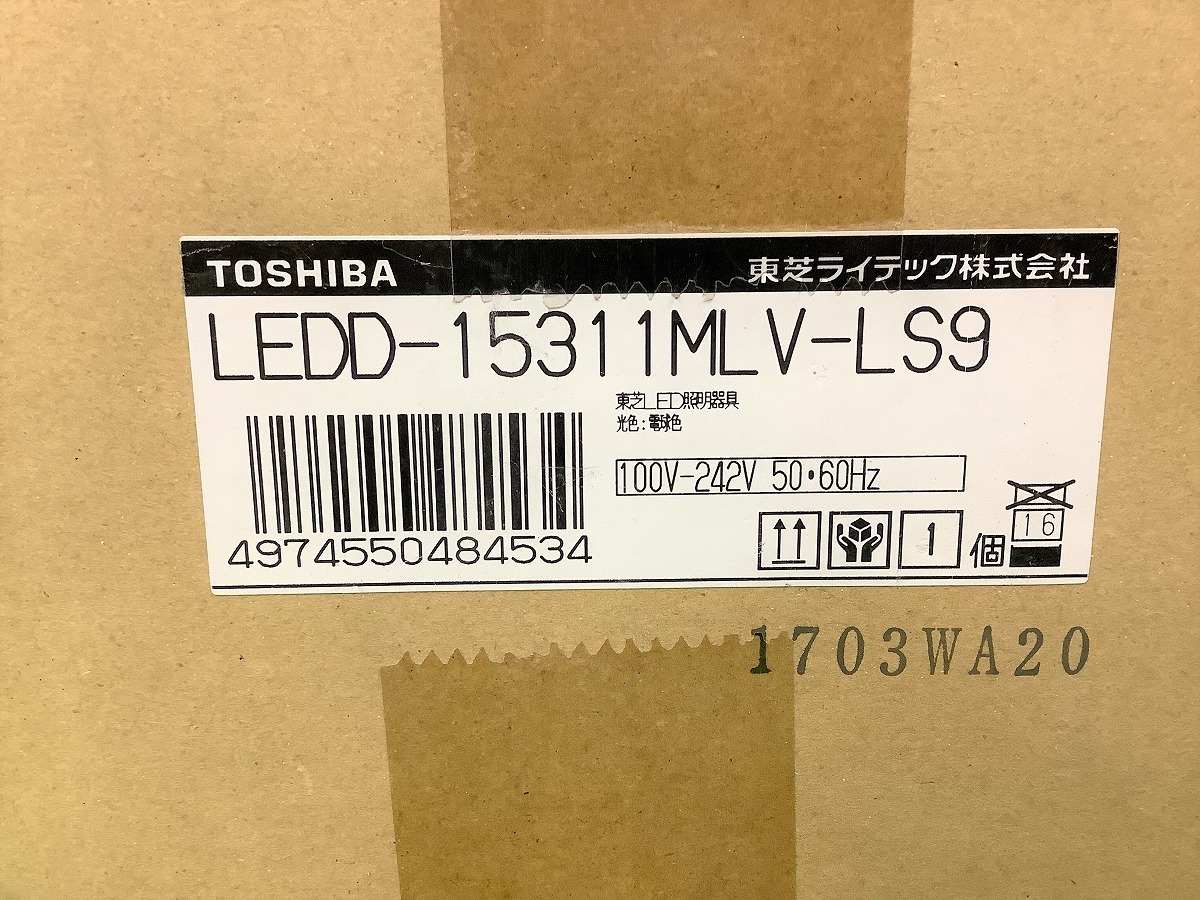 TOSHIBA 東芝ライテック株式会社
LEDD-15311MLV-LS9
東芝LED照明器具
光色:電球色
100V-242V 50・60Hz
4974550484534
1 個
16
1703WA20